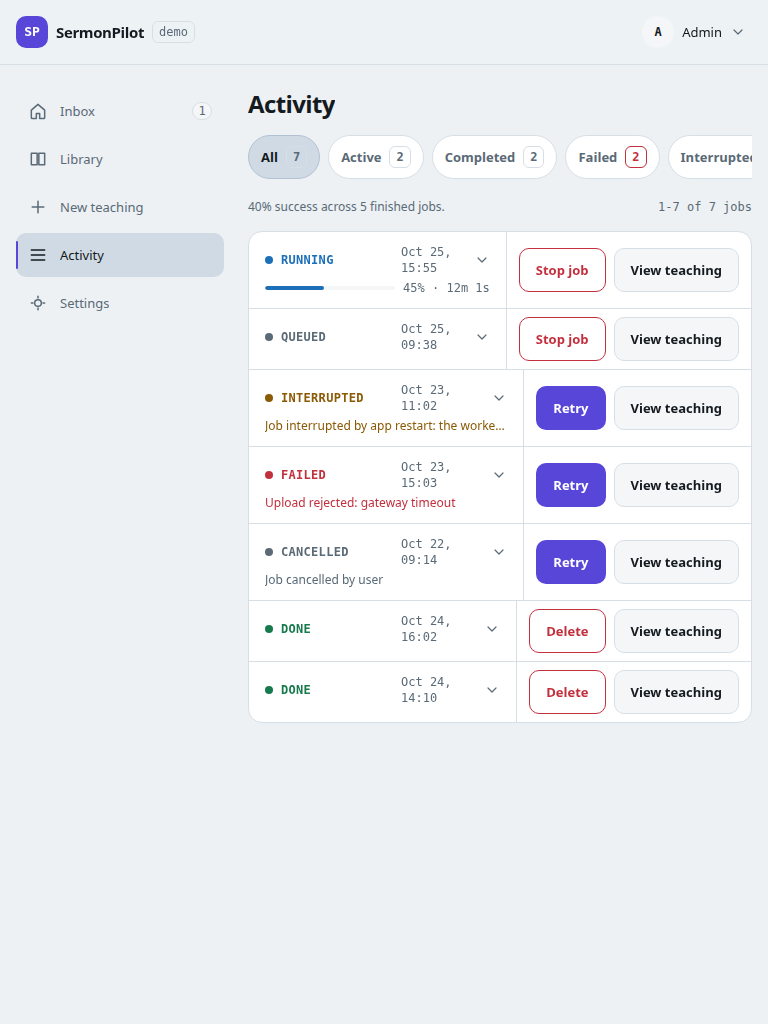 SP SermonPilot demo
A Admin
Inbox 1
Library
New teaching
Activity
Settings
Activity
All 7 Active 2 Completed 2 Failed 2 Interrupted
40% success across 5 finished jobs. 1-7 of 7 jobs
RUNNING Oct 25, 15:55
45% · 12m 1s
Stop job View teaching
QUEUED Oct 25, 09:38
Stop job View teaching
INTERRUPTED Oct 23, 11:02
Job interrupted by app restart: the worke…
Retry View teaching
FAILED Oct 23, 15:03
Upload rejected: gateway timeout
Retry View teaching
CANCELLED Oct 22, 09:14
Job cancelled by user
Retry View teaching
DONE Oct 24, 16:02
Delete View teaching
DONE Oct 24, 14:10
Delete View teaching